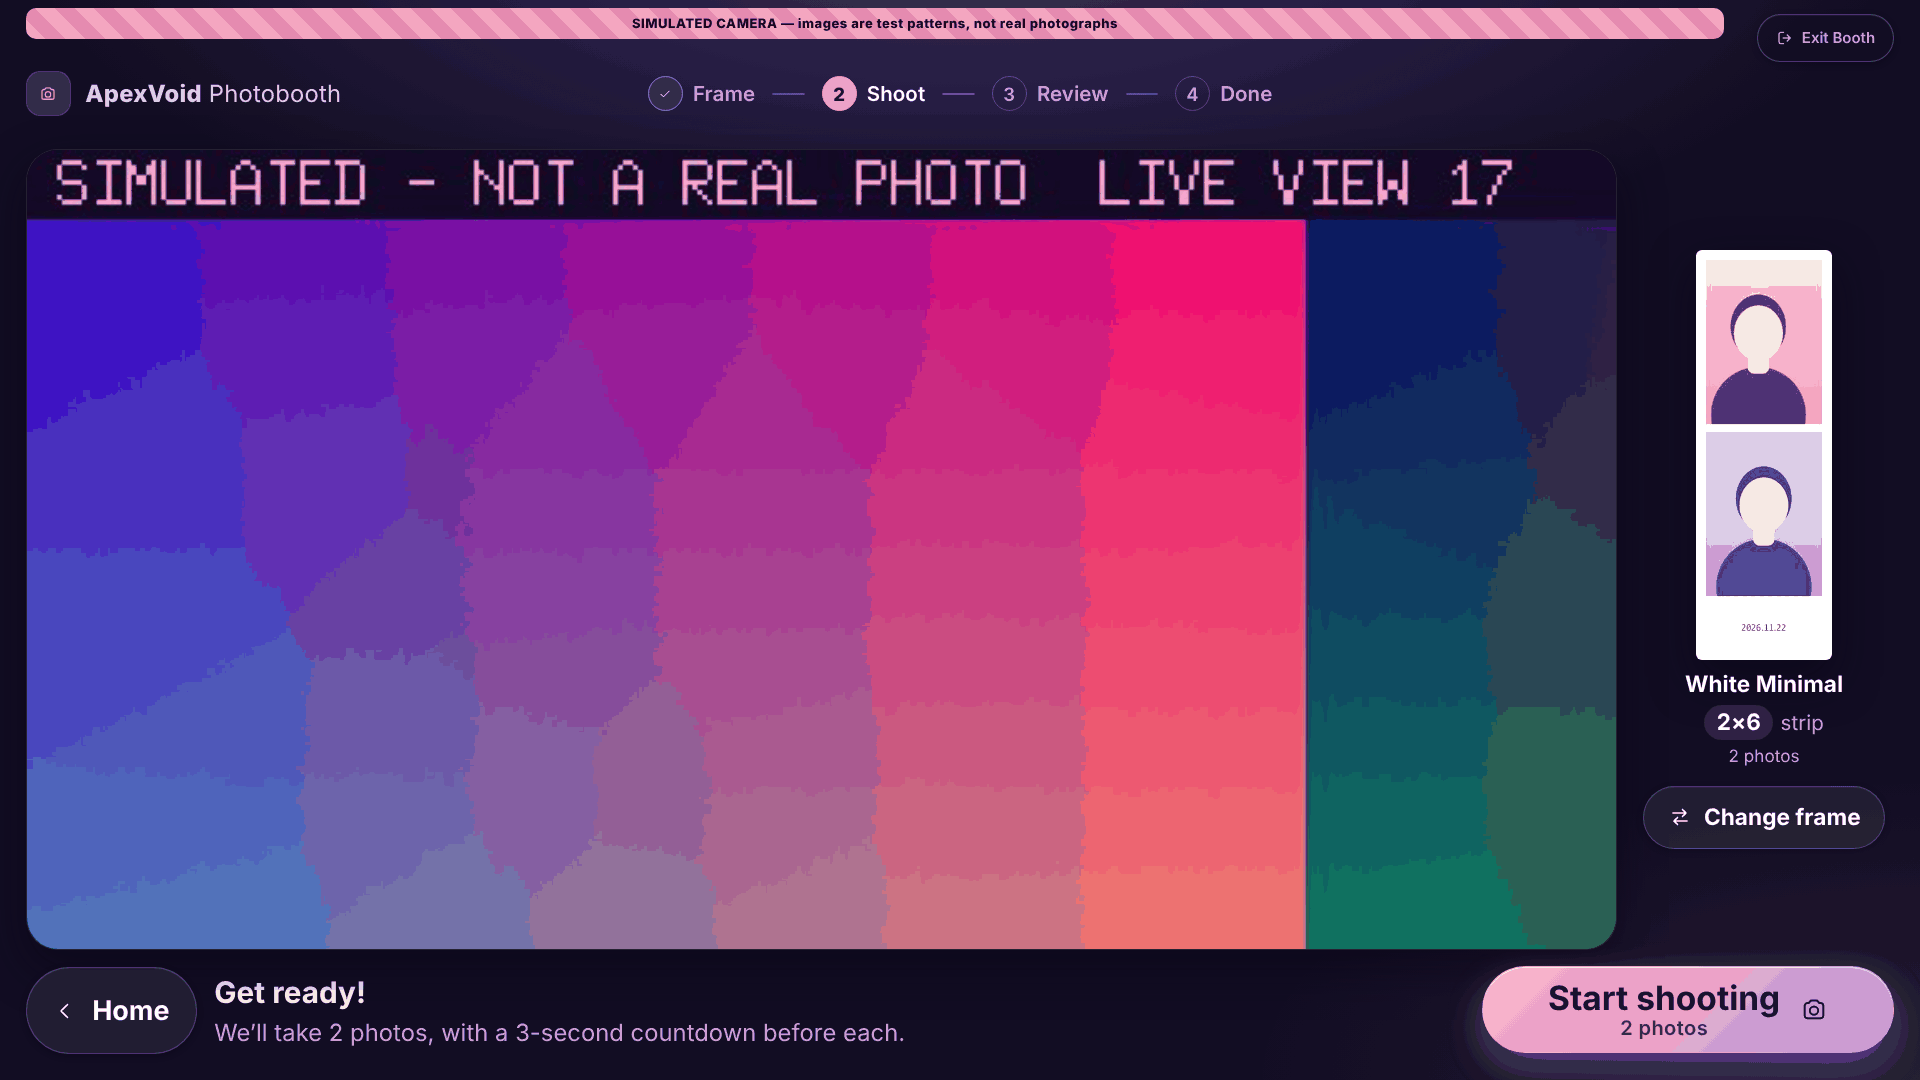 SIMULATED CAMERA — images are test patterns, not real photographs
Exit Booth
ApexVoid Photobooth
Frame
2 Shoot
3 Review
4 Done
SIMULATED - NOT A REAL PHOTO LIVE VIEW 17
2026.11.22
White Minimal
2×6 strip
2 photos
Change frame
Home
Get ready!
We’ll take 2 photos, with a 3-second countdown before each.
Start shooting
2 photos